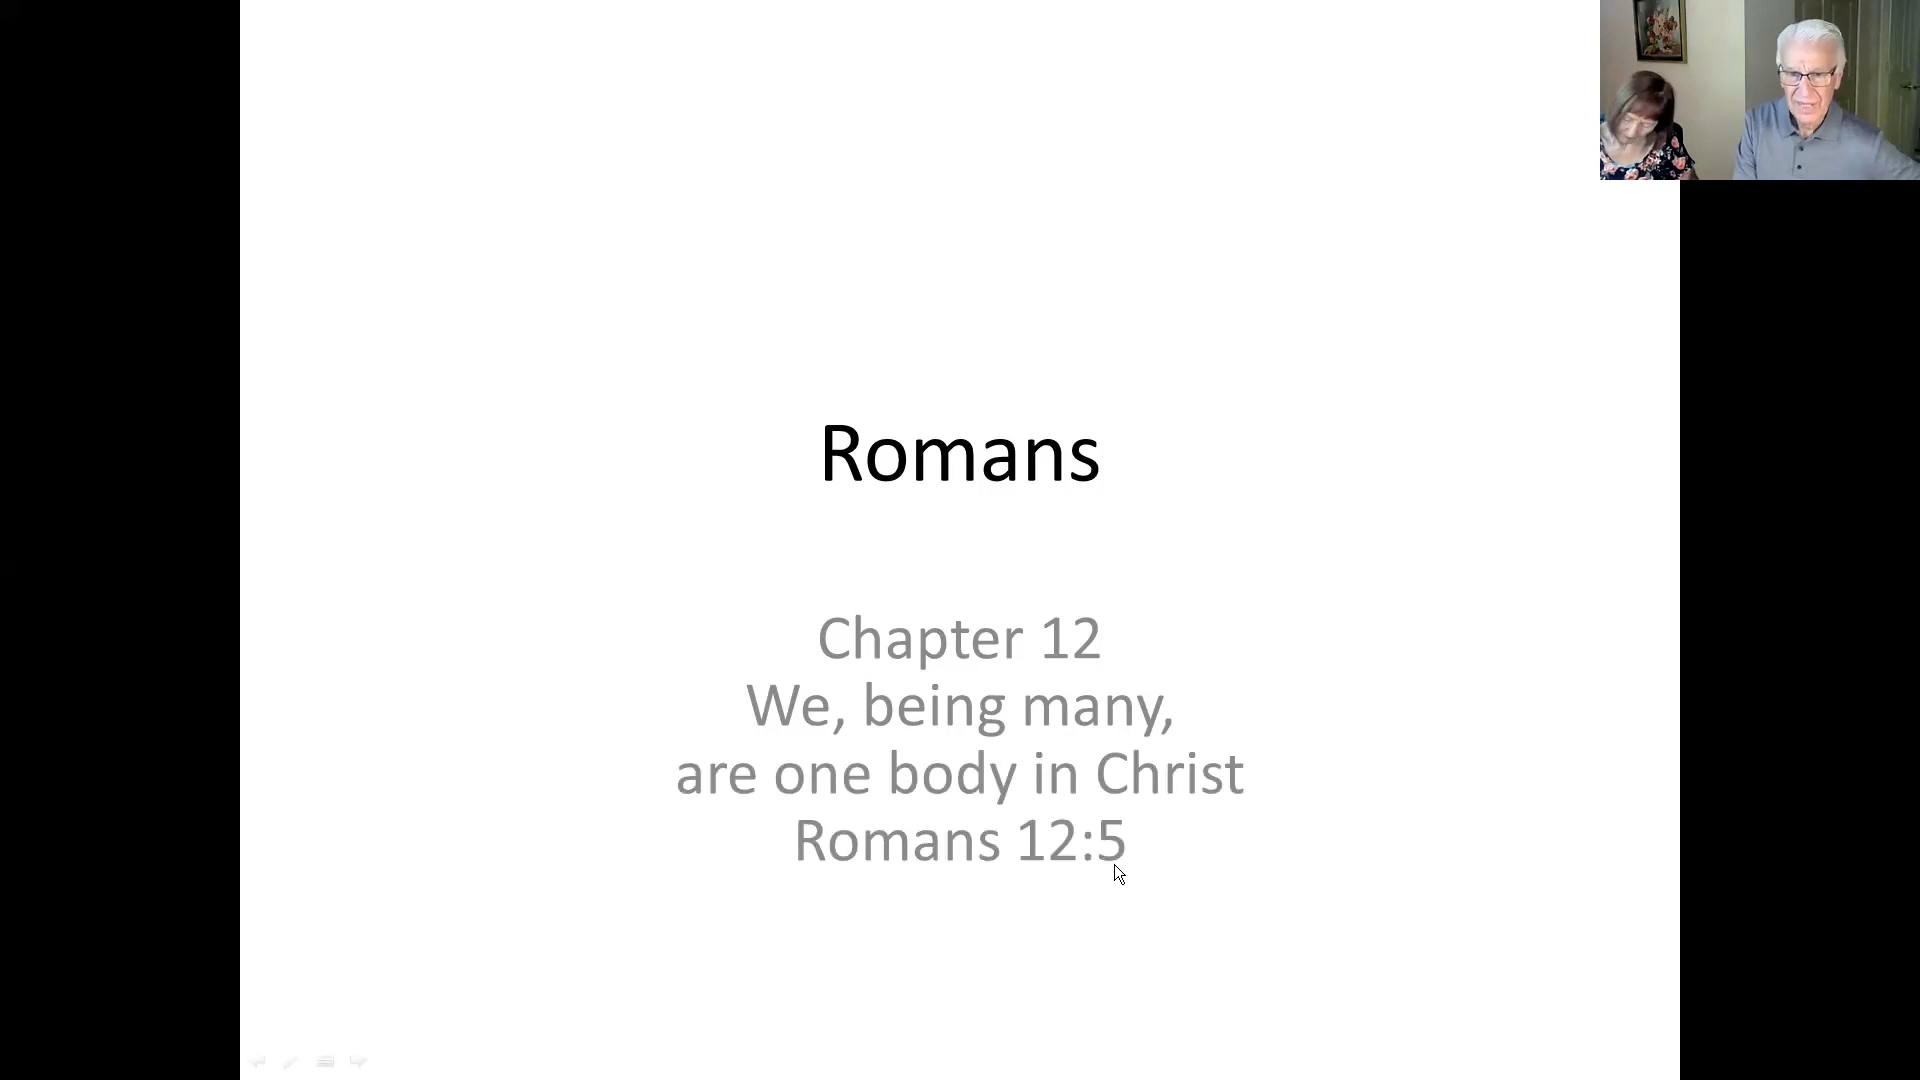 Romans
Chapter 12
We, being many,
are one body in Christ
Romans 12:5